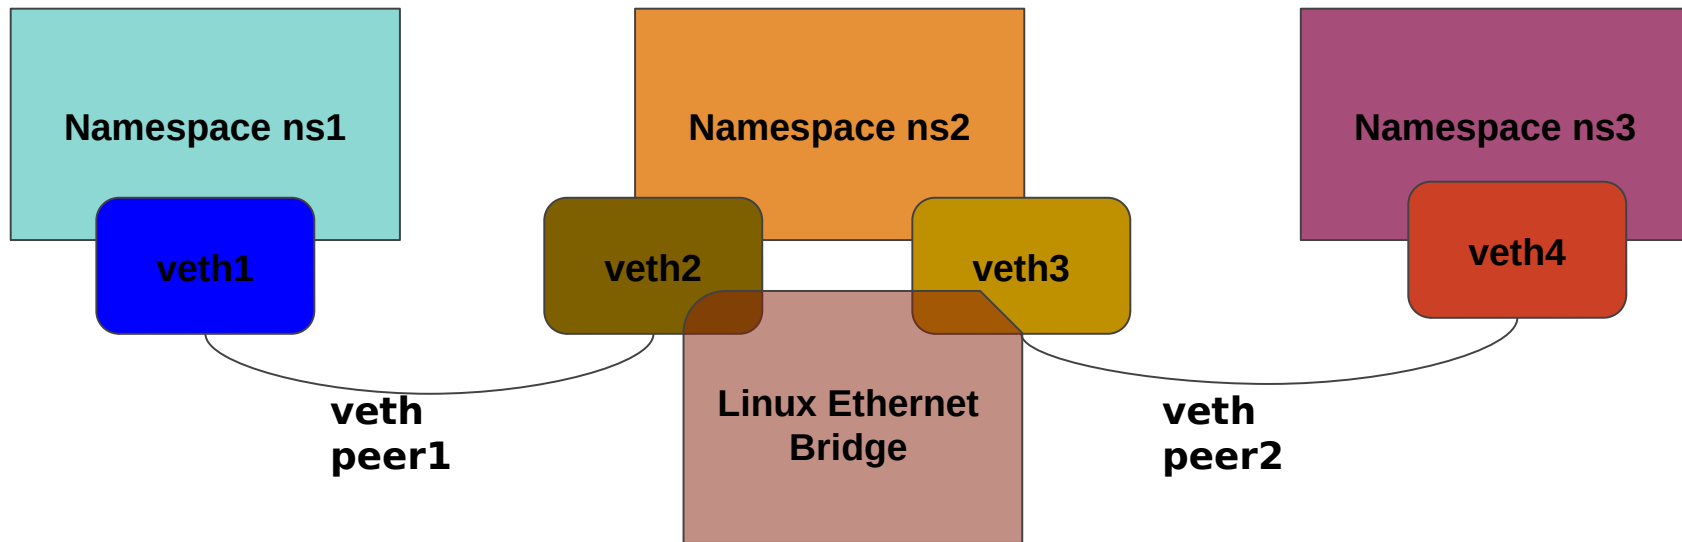 Namespace ns1
Namespace ns2
Namespace ns3
veth1
veth2
veth3
veth4
veth
peer1
Linux Ethernet
Bridge
veth
peer2